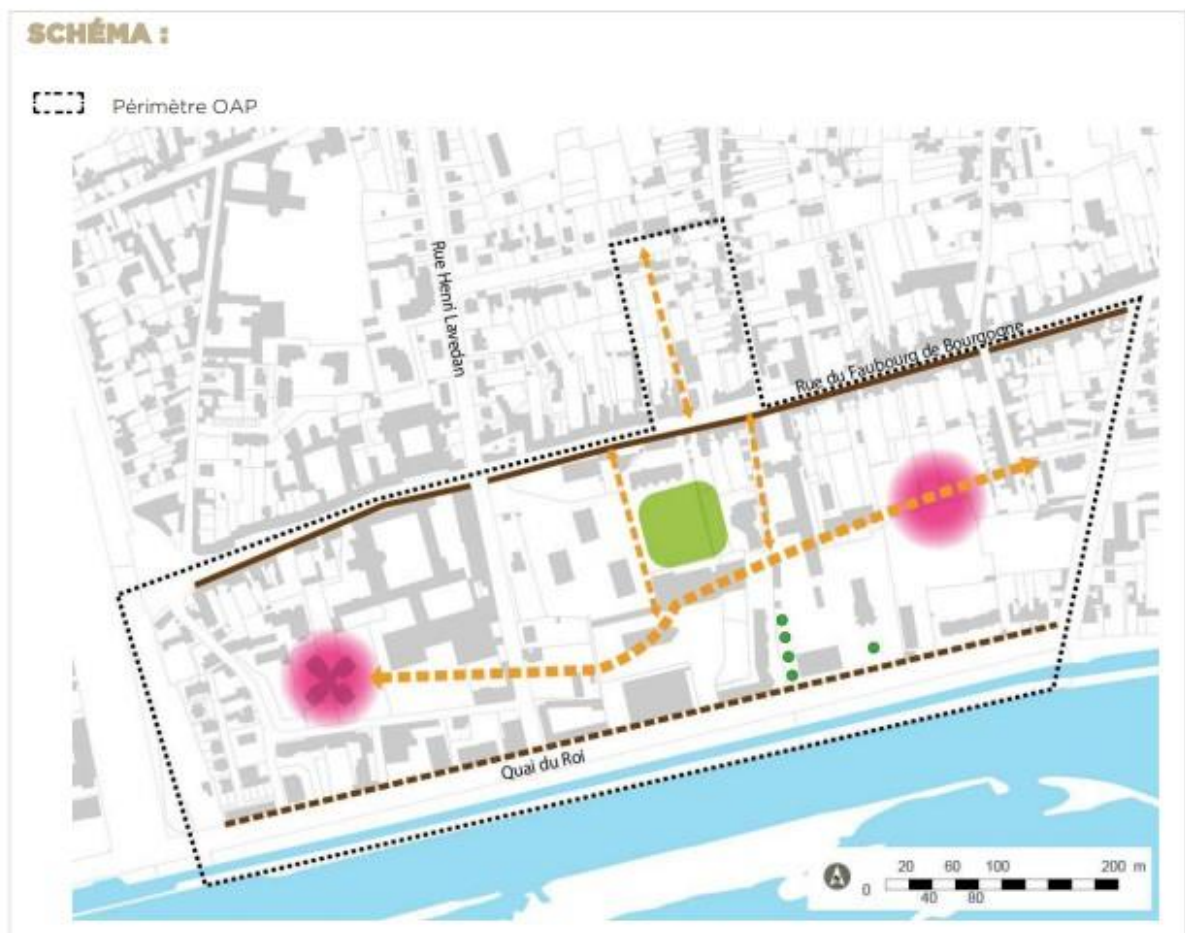 SCHÉMA :
Périmètre OAP
Rue Henri Lavedan
Rue du Faubourg de Bourgogne
Quai du Roi
20 60 100 200 m
0
40 80